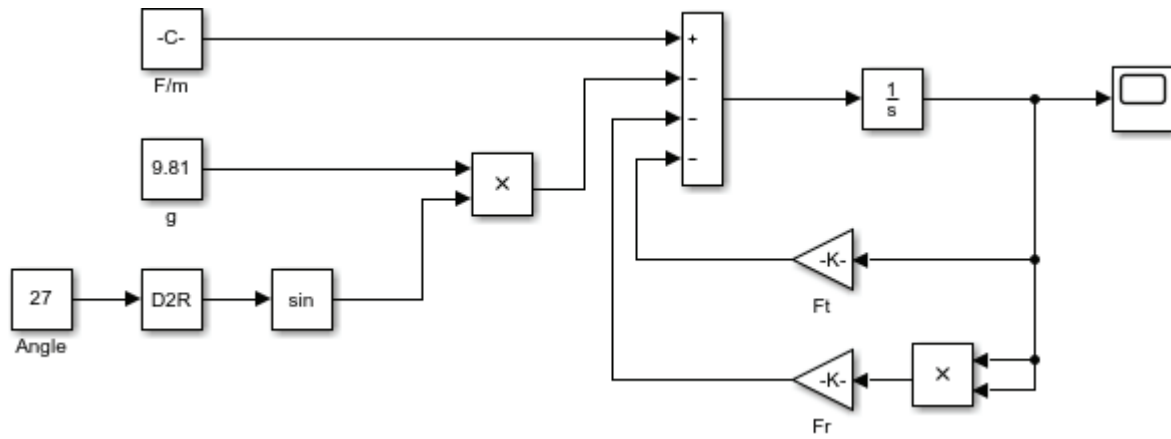 -C-
F/m
9.81
g
27
Angle
D2R
sin
×
+
−
−
−
1
s
-K-
Ft
×
-K-
Fr